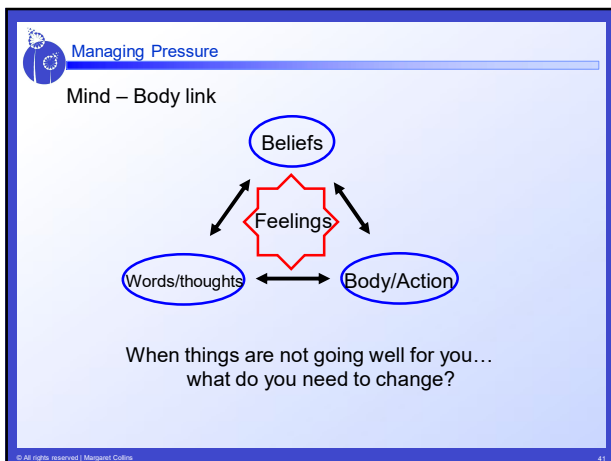 Managing Pressure
Mind – Body link
Beliefs
Feelings
Words/thoughts
Body/Action
When things are not going well for you…
what do you need to change?
© All rights reserved | Margaret Collins
41